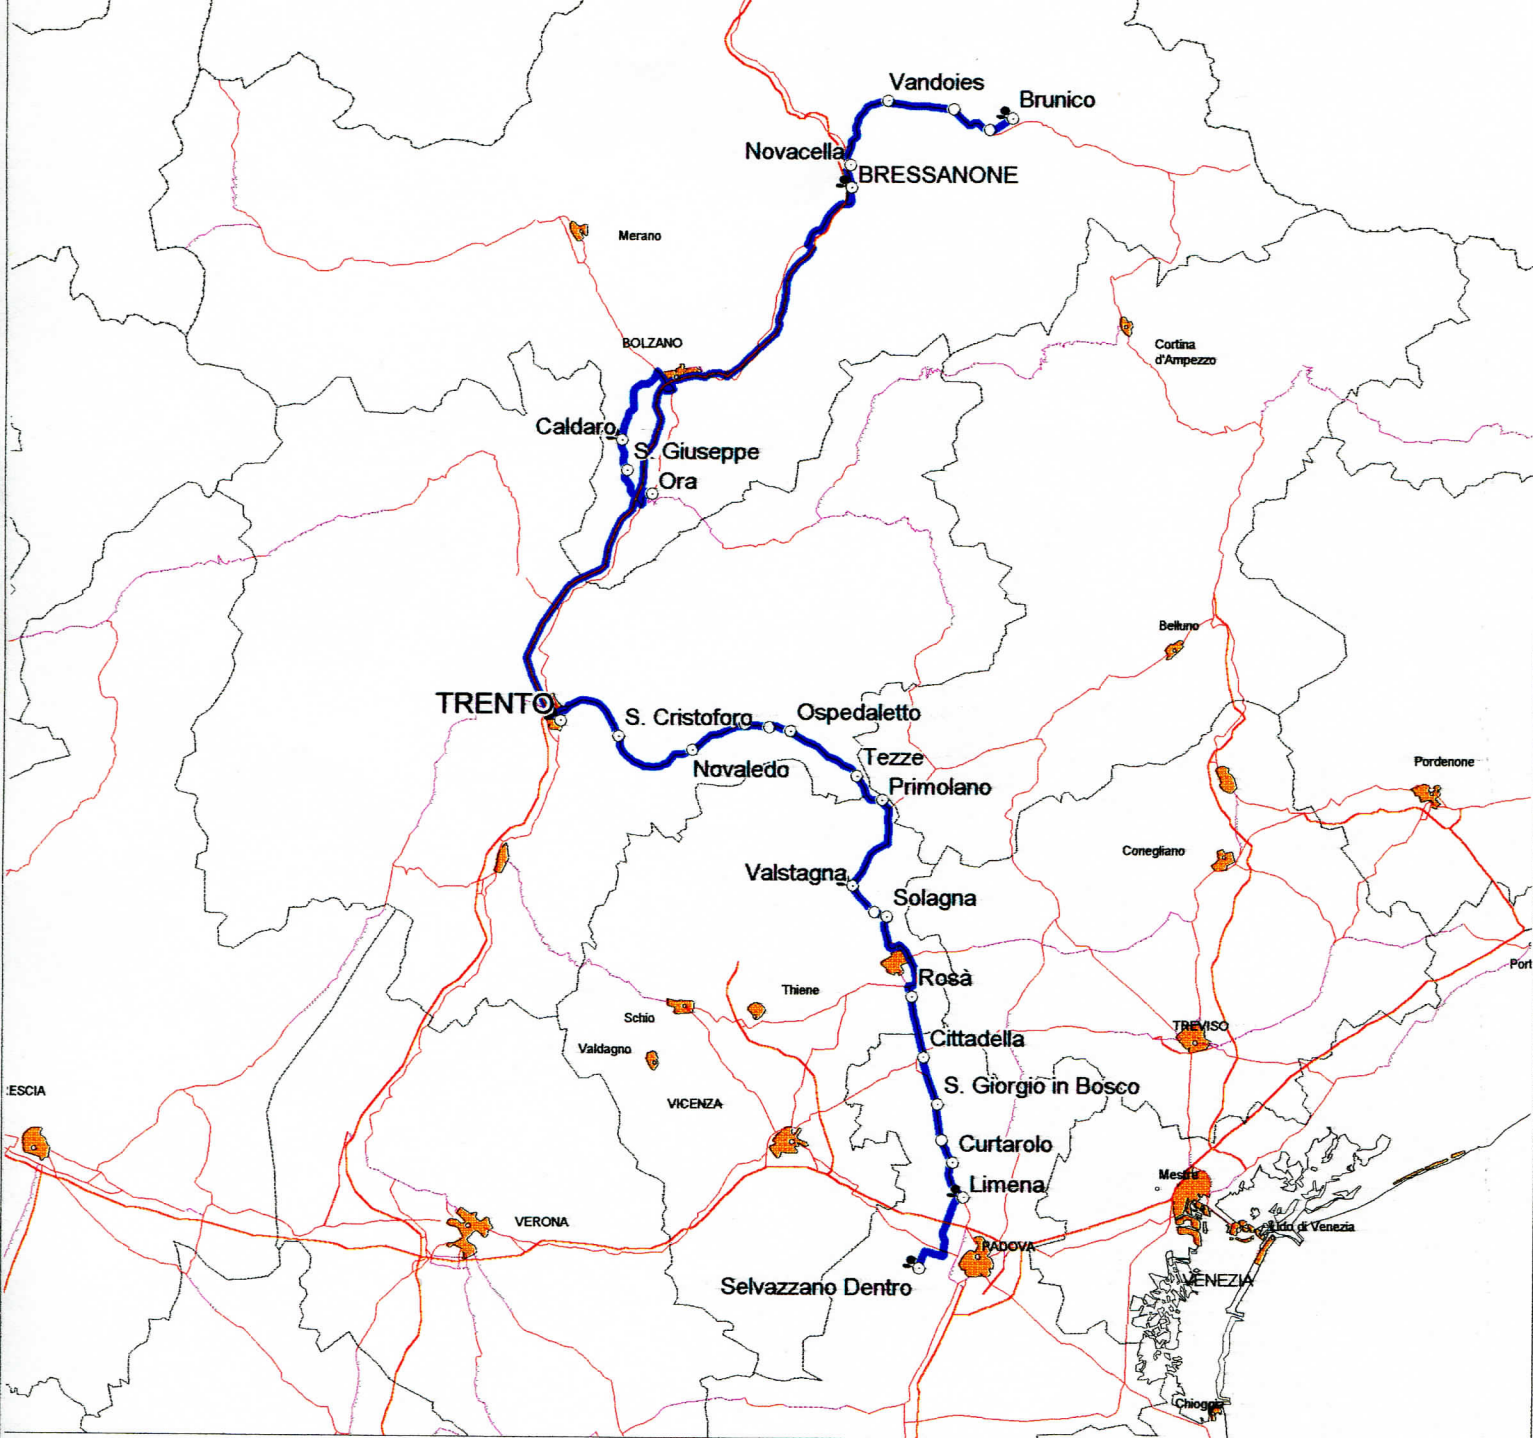 Vandoies
Brunico
Novacella
BRESSANONE
Merano
BOLZANO
Cortina
d'Ampezzo
Caldaro
S. Giuseppe
Ora
Belluno
TRENTO
S. Cristoforo
Ospedaletto
Novaledo
Tezze
Primolano
Pordenone
Conegliano
Valstagna
Solagna
Port
Rosà
Thiene
Schio
TREVISO
Cittadella
Valdagno
S. Giorgio in Bosco
ESCIA
VICENZA
Curtarolo
Mestre
Limena
VERONA
Lido di Venezia
PADOVA
Selvazzano Dentro
VENEZIA
Chioggia